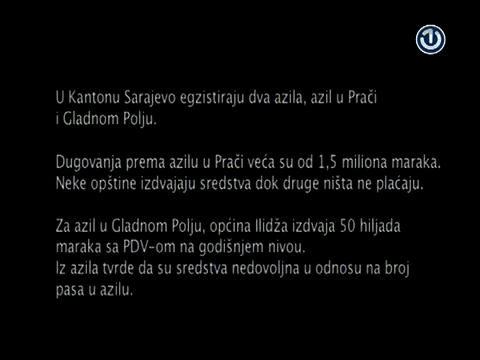 U Kantonu Sarajevo egzistiraju dva azila, azil u Prači
i Gladnom Polju.
Dugovanja prema azilu u Prači veća su od 1,5 miliona maraka.
Neke opštine izdvajaju sredstva dok druge ništa ne plaćaju.
Za azil u Gladnom Polju, općina Ilidža izdvaja 50 hiljada
maraka sa PDV-om na godišnjem nivou.
Iz azila tvrde da su sredstva nedovoljna u odnosu na broj
pasa u azilu.